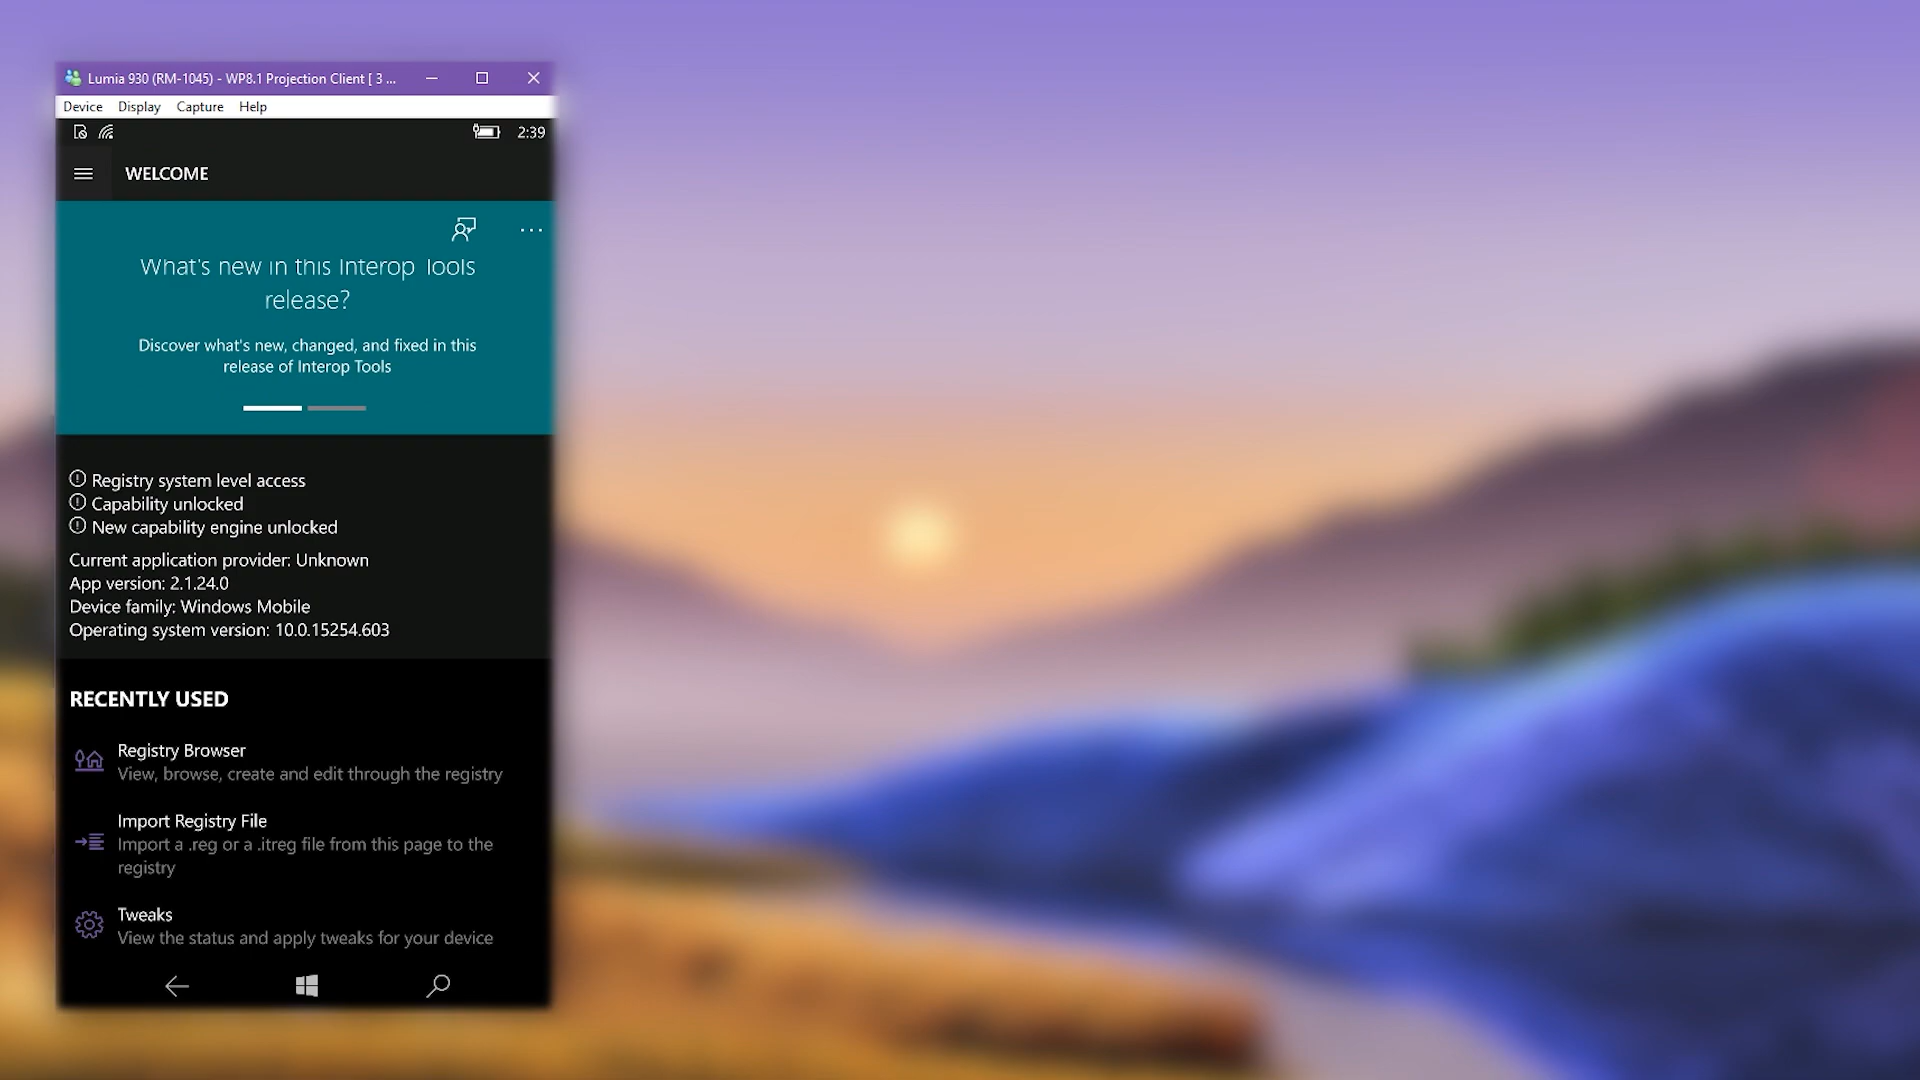 Lumia 930 (RM-1045) - WP8.1 Projection Client [ 3 ...
Device Display Capture Help
2:39
WELCOME
...
What's new in this Interop Tools
release?
Discover what's new, changed, and fixed in this
release of Interop Tools
Registry system level access
Capability unlocked
New capability engine unlocked
Current application provider: Unknown
App version: 2.1.24.0
Device family: Windows Mobile
Operating system version: 10.0.15254.603
RECENTLY USED
Registry Browser
View, browse, create and edit through the registry
Import Registry File
Import a .reg or a .itreg file from this page to the
registry
Tweaks
View the status and apply tweaks for your device